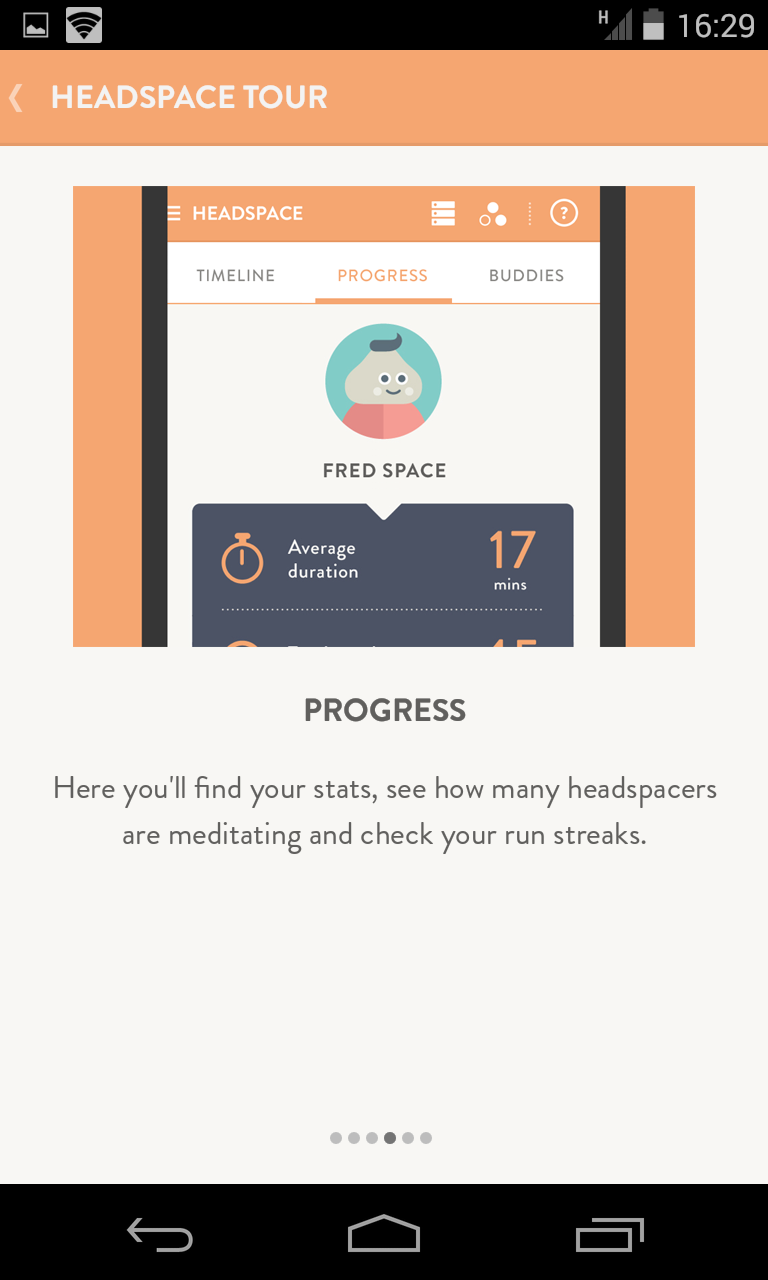 H 16:29
HEADSPACE TOUR
HEADSPACE ?
TIMELINE PROGRESS BUDDIES
FRED SPACE
Average 17
duration mins
PROGRESS
Here you'll find your stats, see how many headspacers
are meditating and check your run streaks.